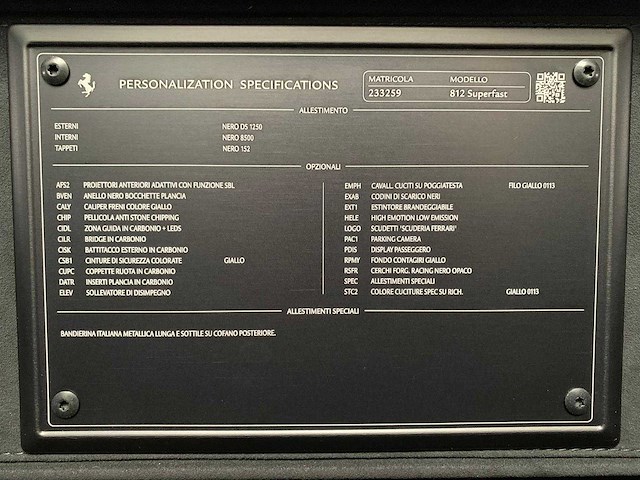 PERSONALIZATION SPECIFICATIONS
MATRICOLA MODELLO
233259 812 Superfast
ALLESTIMENTO
ESTERNI NERO DS 1250
INTERNI NERO 8500
TAPPETI NERO 152
OPZIONALI
AFS2 PROIETTORI ANTERIORI ADATTIVI CON FUNZIONE SBL
BVEN ANELLO NERO BOCCHETTE PLANCIA
CALY CALIPER FRENI COLORE GIALLO
CHIP PELLICOLA ANTI STONE CHIPPING
CIDL ZONA GUIDA IN CARBONIO + LEDS
CILR BRIDGE IN CARBONIO
CISK BATTITACCO ESTERNO IN CARBONIO
CSB1 CINTURE DI SICUREZZA COLORATE GIALLO
CUPC COPPETTE RUOTA IN CARBONIO
DATR INSERTI PLANCIA IN CARBONIO
ELEV SOLLEVATORE DI DISIMPEGNO
EMPH CAVALL. CUCITI SU POGGIATESTA FILO GIALLO 0113
EXAB CODINI DI SCARICO NERI
EXT1 ESTINTORE BRANDEGGIABILE
HELE HIGH EMOTION LOW EMISSION
LOGO SCUDETTI "SCUDERIA FERRARI"
PAC1 PARKING CAMERA
PDIS DISPLAY PASSEGGERO
RPMY FONDO CONTAGIRI GIALLO
RSFR CERCHI FORG. RACING NERO OPACO
SPEC ALLESTIMENTI SPECIALI
STC2 COLORE CUCITURE SPEC SU RICH. GIALLO 0113
ALLESTIMENTI SPECIALI
BANDIERINA ITALIANA METALLICA LUNGA E SOTTILE SU COFANO POSTERIORE.